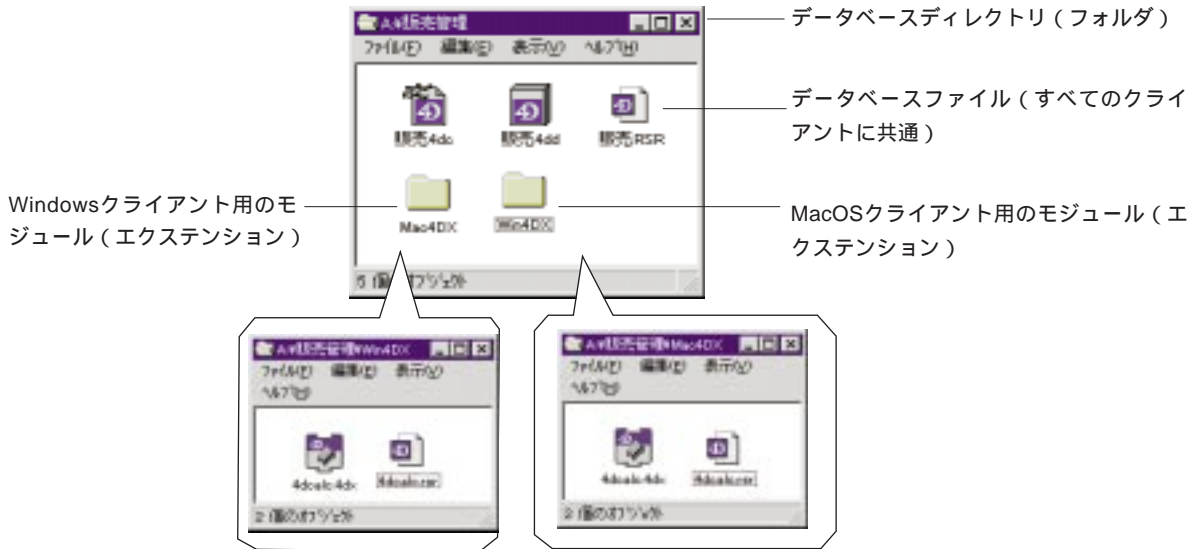 A:¥販売管理
ファイル(F) 編集(E) 表示(V) ヘルプ(H)
データベースディレクトリ（フォルダ）
販売4dc
販売4dd
販売RSR
データベースファイル（すべてのクライ
アントに共通）
Windowsクライアント用のモ
ジュール（エクステンション）
Mac4DX
Win4DX
MacOSクライアント用のモジュール（エ
クステンション）
5 個のオブジェクト
A:¥販売管理¥Win4DX
ファイル(F) 編集(E) 表示(V)
ヘルプ(H)
4dcalc.4dx
4dcalc.rsr
2 個のオブジェクト
A:¥販売管理¥Mac4DX
ファイル(F) 編集(E) 表示(V)
ヘルプ(H)
4dcalc.4dx
4dcalc.rsr
2 個のオブジェクト